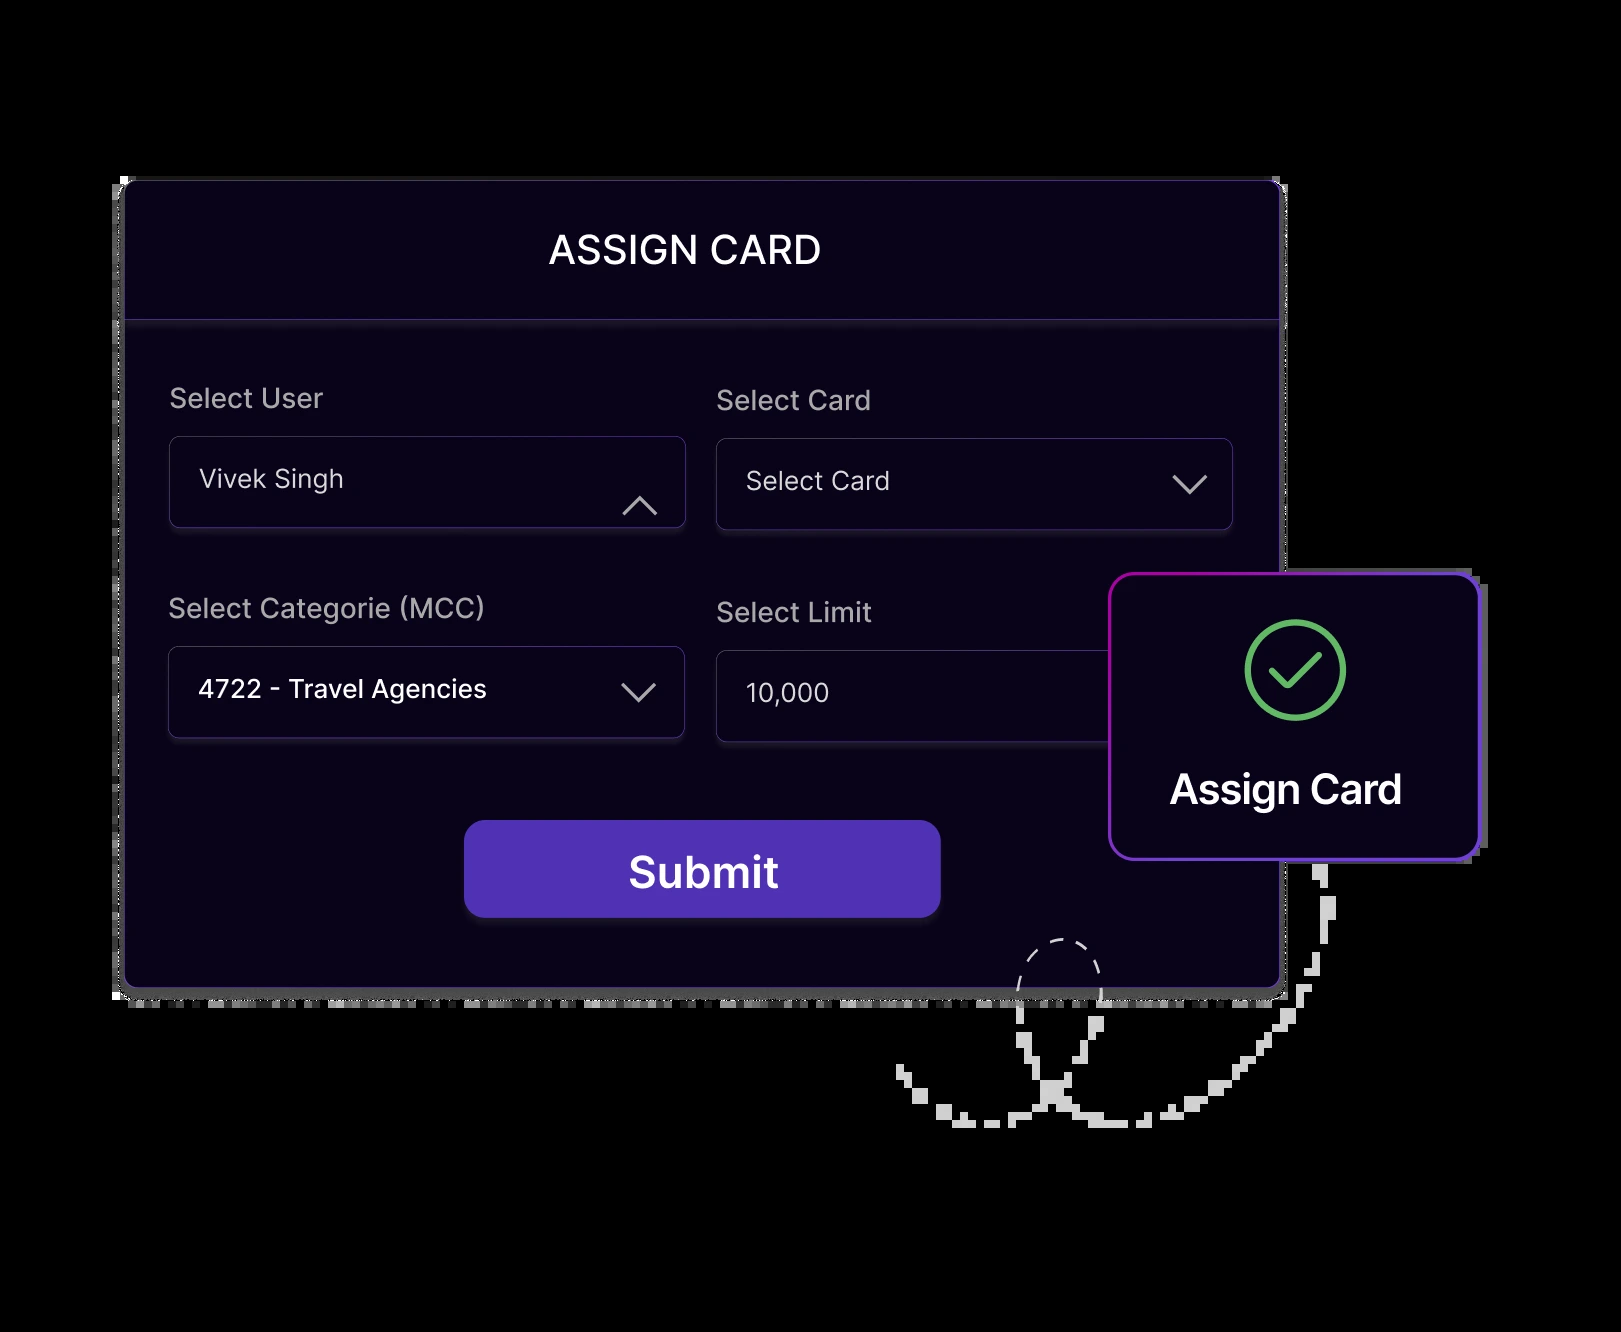 ASSIGN CARD
Select User
Select Card
Vivek Singh
Select Card
Select Categorie (MCC)
Select Limit
4722 - Travel Agencies
10,000
Assign Card
Submit